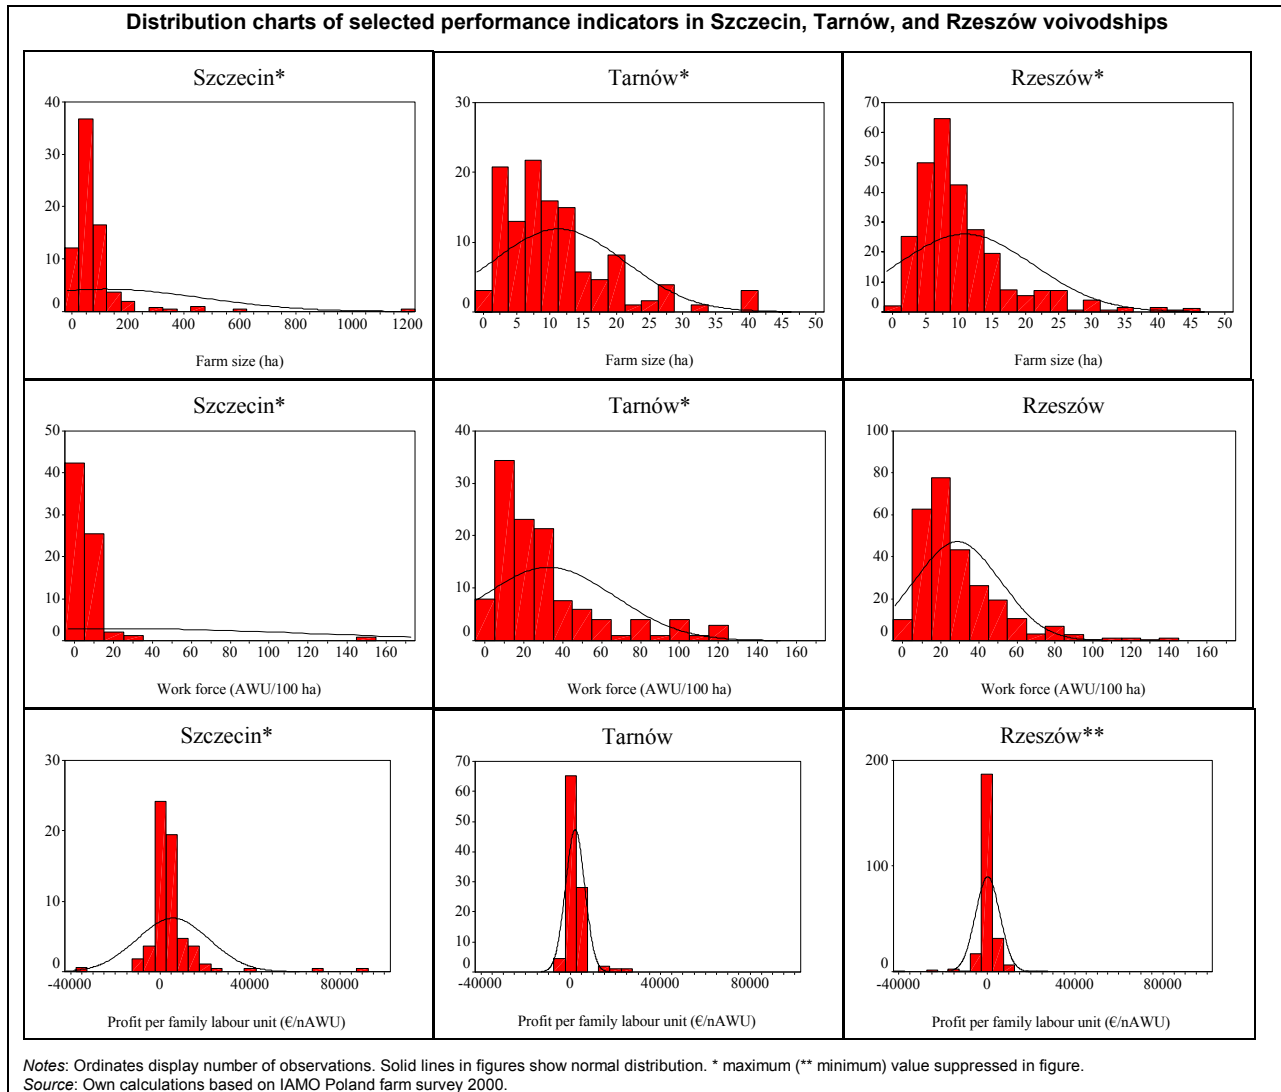 Distribution charts of selected performance indicators in Szczecin, Tarnów, and Rzeszów voivodships
Szczecin*
40
30
20
10
0
0 200 400 600 800 1000 1200
Farm size (ha)
Tarnów*
30
20
10
0
0 5 10 15 20 25 30 35 40 45 50
Farm size (ha)
Rzeszów*
70
60
50
40
30
20
10
0
0 5 10 15 20 25 30 35 40 45 50
Farm size (ha)
Szczecin*
50
40
30
20
10
0
0 20 40 60 80 100 120 140 160
Work force (AWU/100 ha)
Tarnów*
40
30
20
10
0
0 20 40 60 80 100 120 140 160
Work force (AWU/100 ha)
Rzeszów
100
80
60
40
20
0
0 20 40 60 80 100 120 140 160
Work force (AWU/100 ha)
Szczecin*
30
20
10
0
-40000 0 40000 80000
Profit per family labour unit (€/nAWU)
Tarnów
70
60
50
40
30
20
10
0
-40000 0 40000 80000
Profit per family labour unit (€/nAWU)
Rzeszów**
200
100
0
-40000 0 40000 80000
Profit per family labour unit (€/nAWU)
Notes: Ordinates display number of observations. Solid lines in figures show normal distribution. * maximum (** minimum) value suppressed in figure.
Source: Own calculations based on IAMO Poland farm survey 2000.